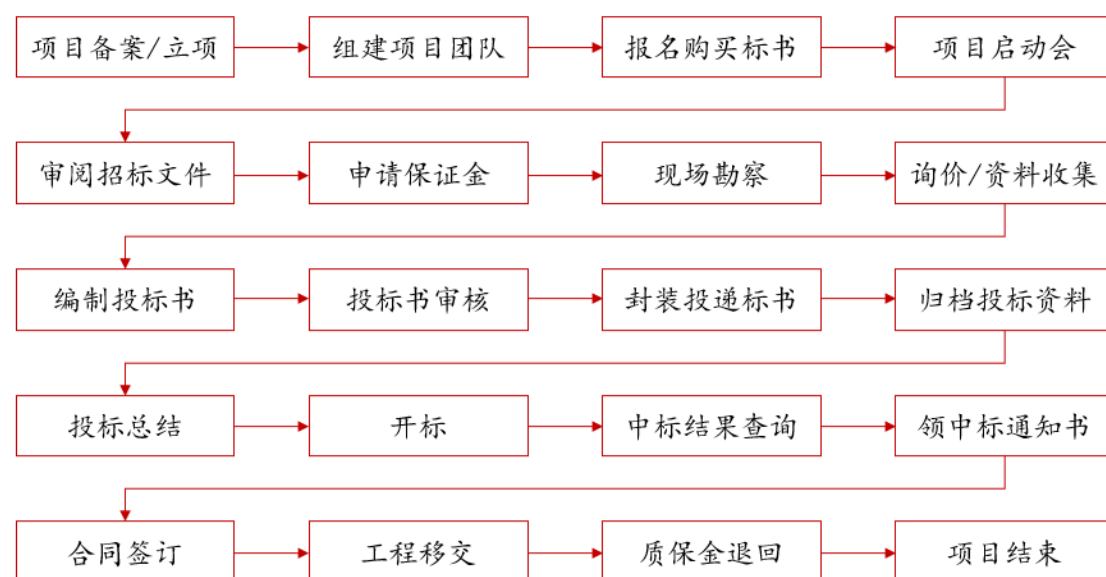 项目备案/立项
组建项目团队
报名购买标书
项目启动会
审阅招标文件
申请保证金
现场勘察
询价/资料收集
编制投标书
投标书审核
封装投递标书
归档投标资料
投标总结
开标
中标结果查询
领中标通知书
合同签订
工程移交
质保金退回
项目结束